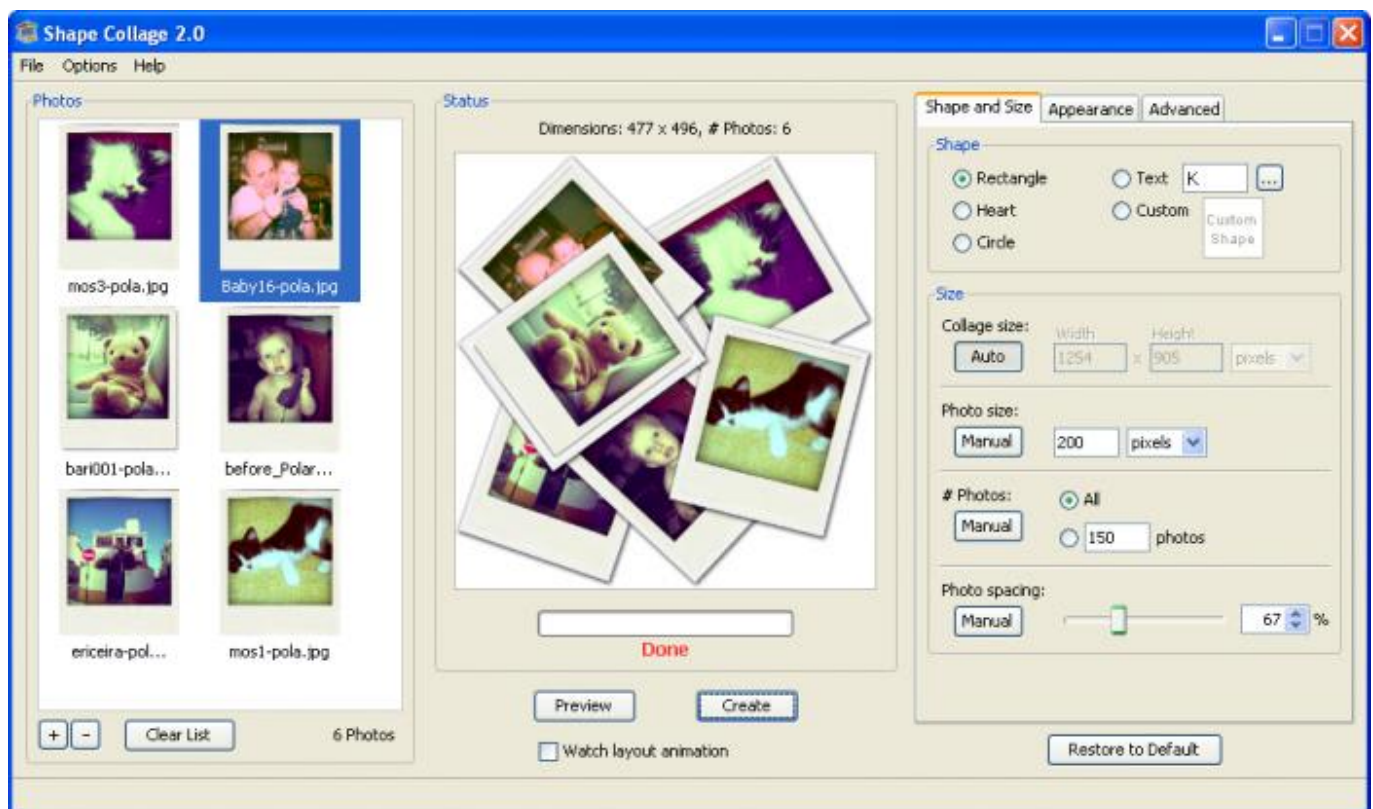 Shape Collage 2.0
File Options Help
Photos
mos3-pola.jpg
Baby16-pola.jpg
bari001-pola...
before_Polar...
ericeira-pol...
mos1-pola.jpg
+ - Clear List 6 Photos
Status
Dimensions: 477 x 496, # Photos: 6
Done
Preview Create
Watch layout animation
Shape and Size Appearance Advanced
Shape
Rectangle Text K ...
Heart Custom Custom Shape
Circle
Size
Collage size: Width Height
Auto 1254 x 905 pixels
Photo size:
Manual 200 pixels
# Photos: All
Manual 150 photos
Photo spacing:
Manual 67 %
Restore to Default